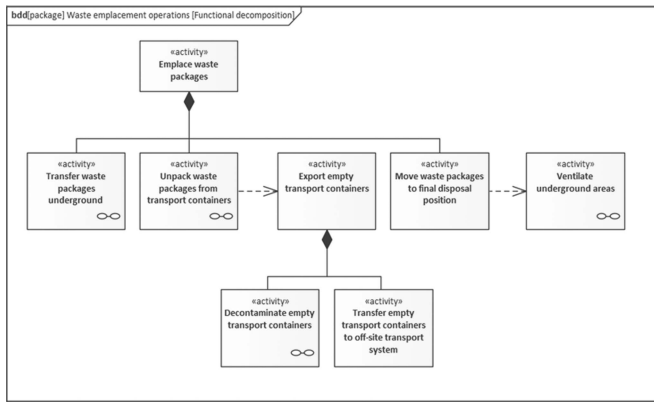 bdd[package] Waste emplacement operations [Functional decomposition]
«activity»
Emplace waste
packages
«activity»
Transfer waste
packages
underground
«activity»
Unpack waste
packages from
transport containers
«activity»
Export empty
transport containers
«activity»
Move waste packages
to final disposal
position
«activity»
Ventilate
underground areas
«activity»
Decontaminate empty
transport containers
«activity»
Transfer empty
transport containers
to off-site transport
system